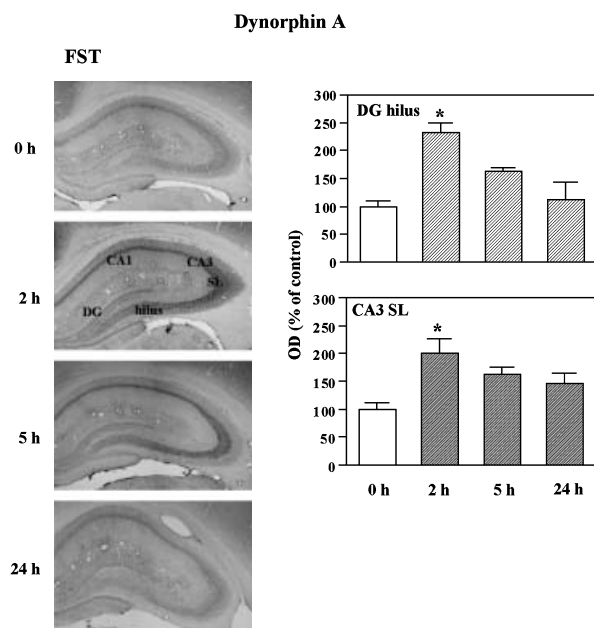 Dynorphin A
FST
0 h
2 h
CA1
CA3
SL
DG
hilus
5 h
24 h
OD (% of control)
300
250
200
150
100
50
0
DG hilus
*
300
250
200
150
100
50
0
CA3 SL
*
0 h 2 h 5 h 24 h